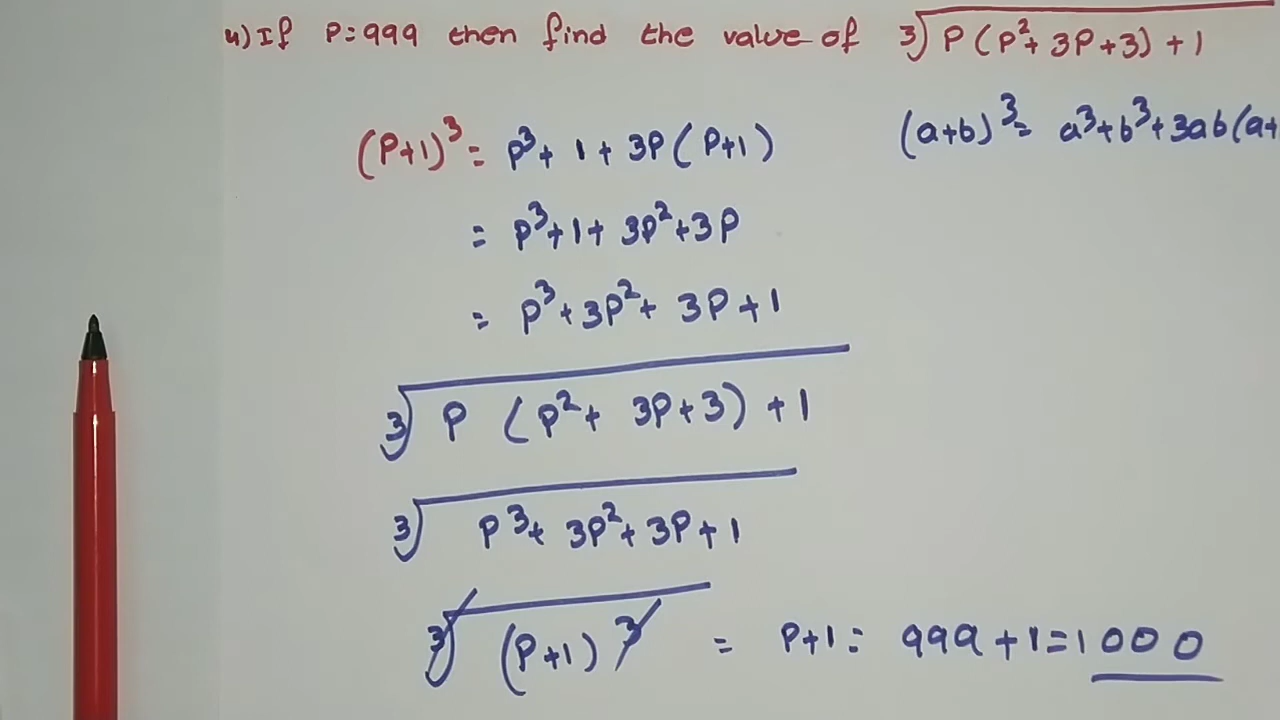 4) If P = 999 then find the value of ∛P(P²+3P+3)+1
(P+1)³ = P³+1+3P(P+1)
(a+b)³= a³+b³+3ab(a+
= P³+1+3P²+3P
= P³+3P²+3P+1
∛P(P²+3P+3)+1
∛P³+3P²+3P+1
∛(P+1)³ = P+1 = 999+1=1000